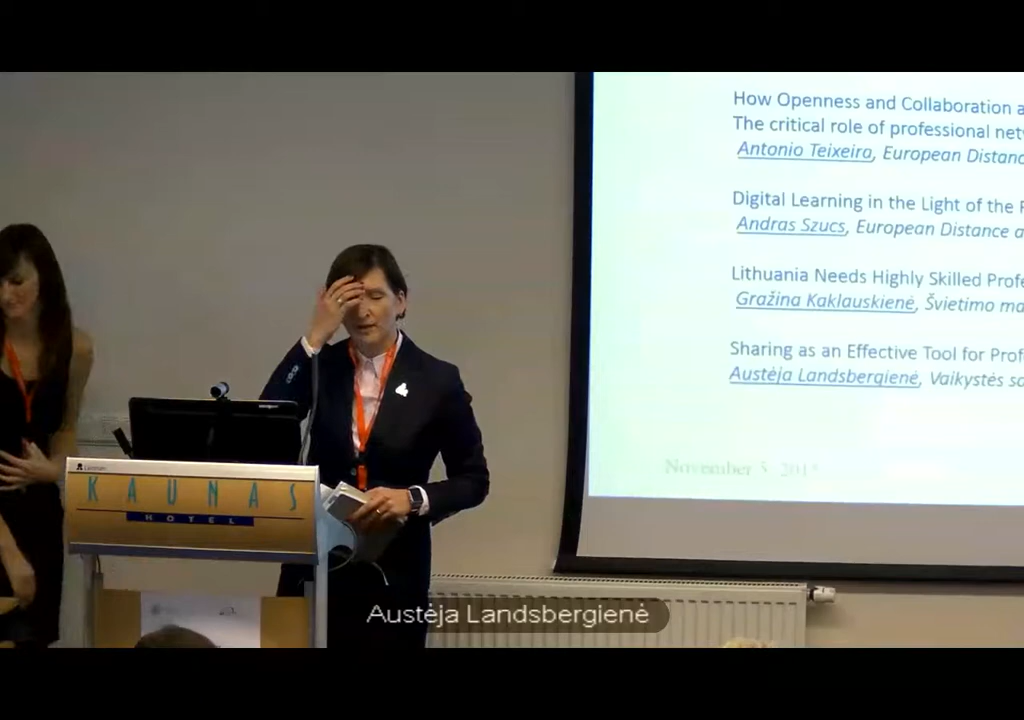 How Openness and Collaboration a
The critical role of professional net
Antonio Teixeira, European Distanc
Digital Learning in the Light of the
Andras Szucs, European Distance a
Lithuania Needs Highly Skilled Profe
Gražina Kaklauskienė, Švietimo ma
Sharing as an Effective Tool for Prof
Austėja Landsbergienė, Vaikystės so
November 5, 2015
KAUNAS
HOTEL
Austėja Landsbergienė